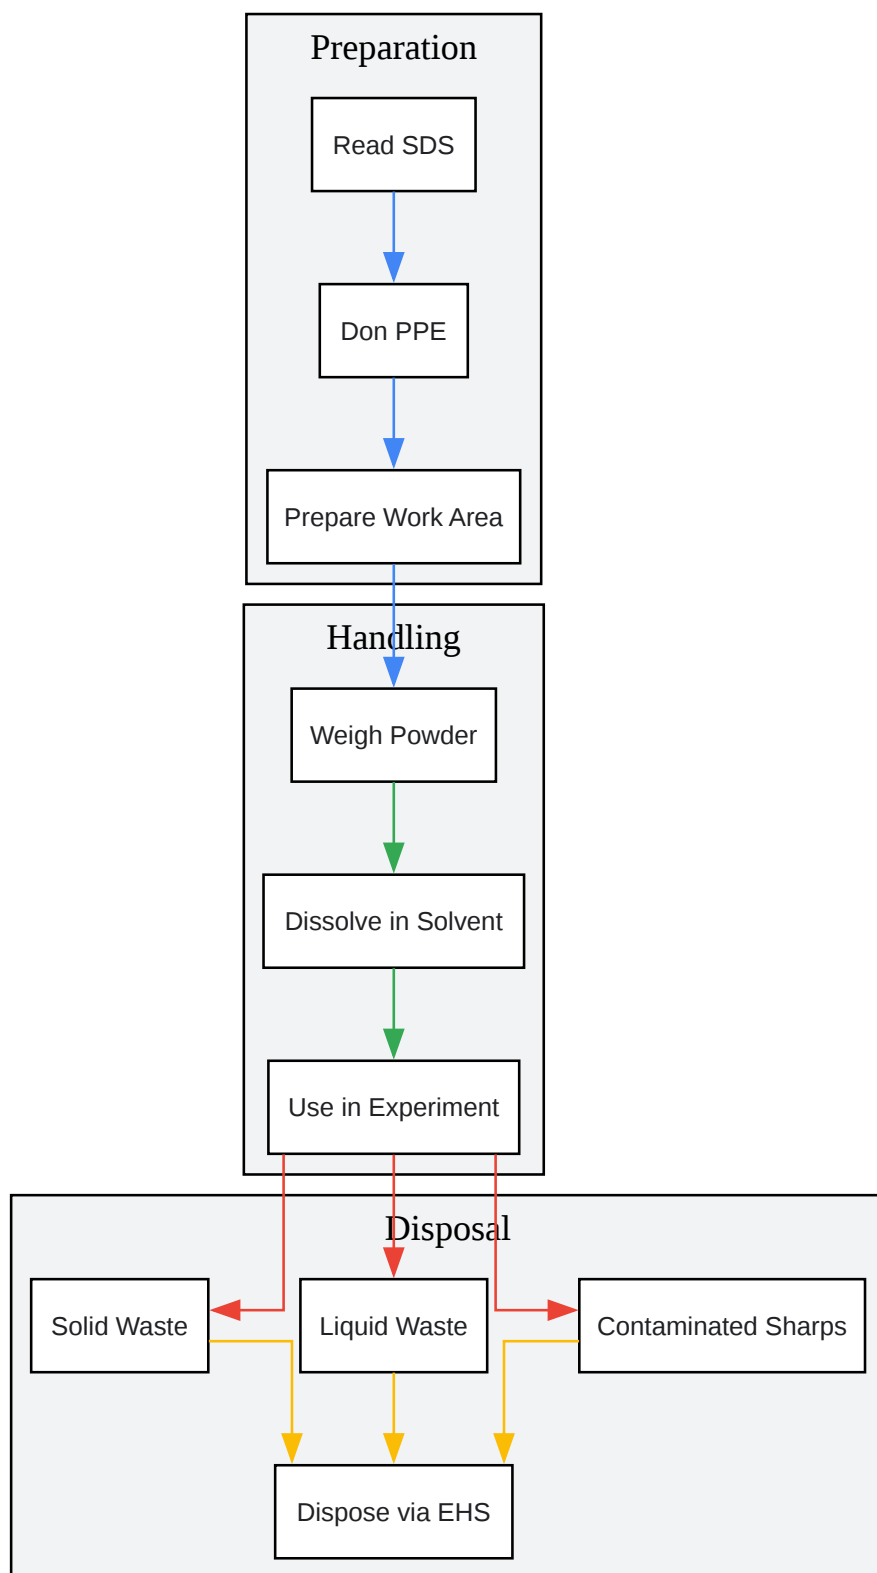 Preparation
Read SDS
Don PPE
Prepare Work Area
Handling
Weigh Powder
Dissolve in Solvent
Use in Experiment
Disposal
Solid Waste
Liquid Waste
Contaminated Sharps
Dispose via EHS